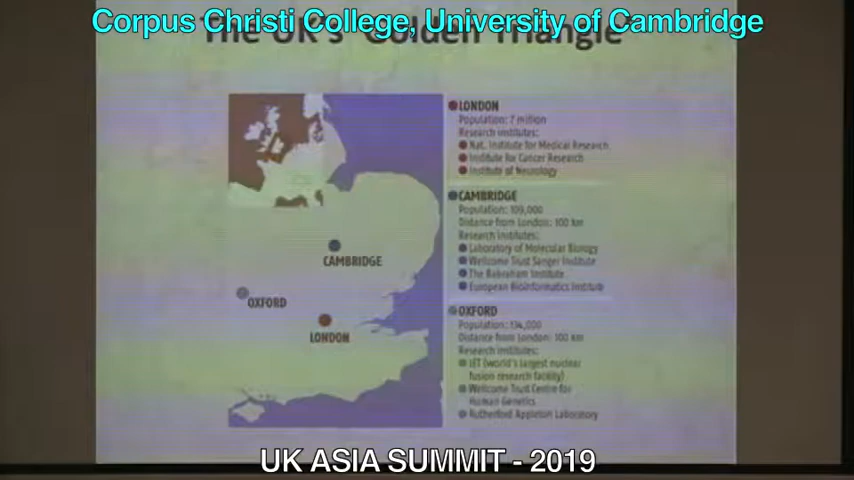 Corpus Christi College, University of Cambridge
The UK's 'Golden Triangle'
LONDON
Population: 7 million
Research institutes:
Nat. Institute for Medical Research
Institute for Cancer Research
Institute of Neurology
CAMBRIDGE
Population: 109,000
Distance from London: 100 km
Research institutes:
Laboratory of Molecular Biology
Wellcome Trust Sanger Institute
The Babraham Institute
European Bioinformatics Institute
OXFORD
Population: 134,000
Distance from London: 100 km
Research institutes:
JET (world's largest nuclear
fusion research facility)
Wellcome Trust Centre for
Human Genetics
Rutherford Appleton Laboratory
CAMBRIDGE
OXFORD
LONDON
UK ASIA SUMMIT - 2019